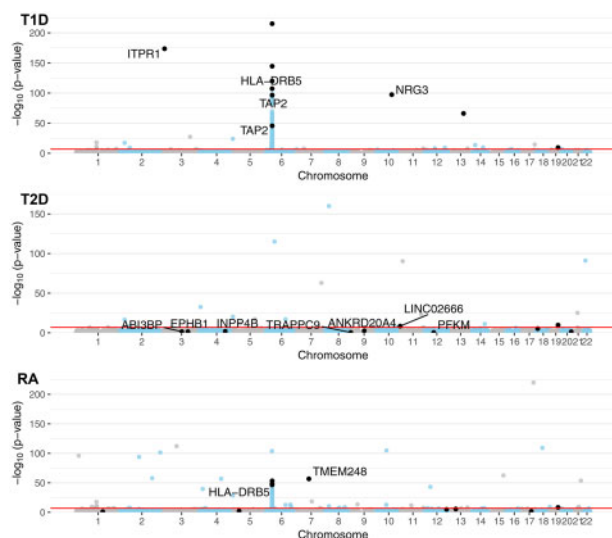 T1D
−log10 (p−value)
200
150
100
50
0
ITPR1
HLA−DRB5
NRG3
TAP2
TAP2
1 2 3 4 5 6 7 8 9 10 11 12 13 14 15 16 17 18 19 20 21 22
Chromosome
T2D
−log10 (p−value)
150
100
50
0
LINC02666
ABI3BP EPHB1 INPP4B TRAPPC9 ANKRD20A4 PFKM
1 2 3 4 5 6 7 8 9 10 11 12 13 14 15 16 17 18 19 20 21 22
Chromosome
RA
−log10 (p−value)
200
150
100
50
0
TMEM248
HLA−DRB5
1 2 3 4 5 6 7 8 9 10 11 12 13 14 15 16 17 18 19 20 21 22
Chromosome